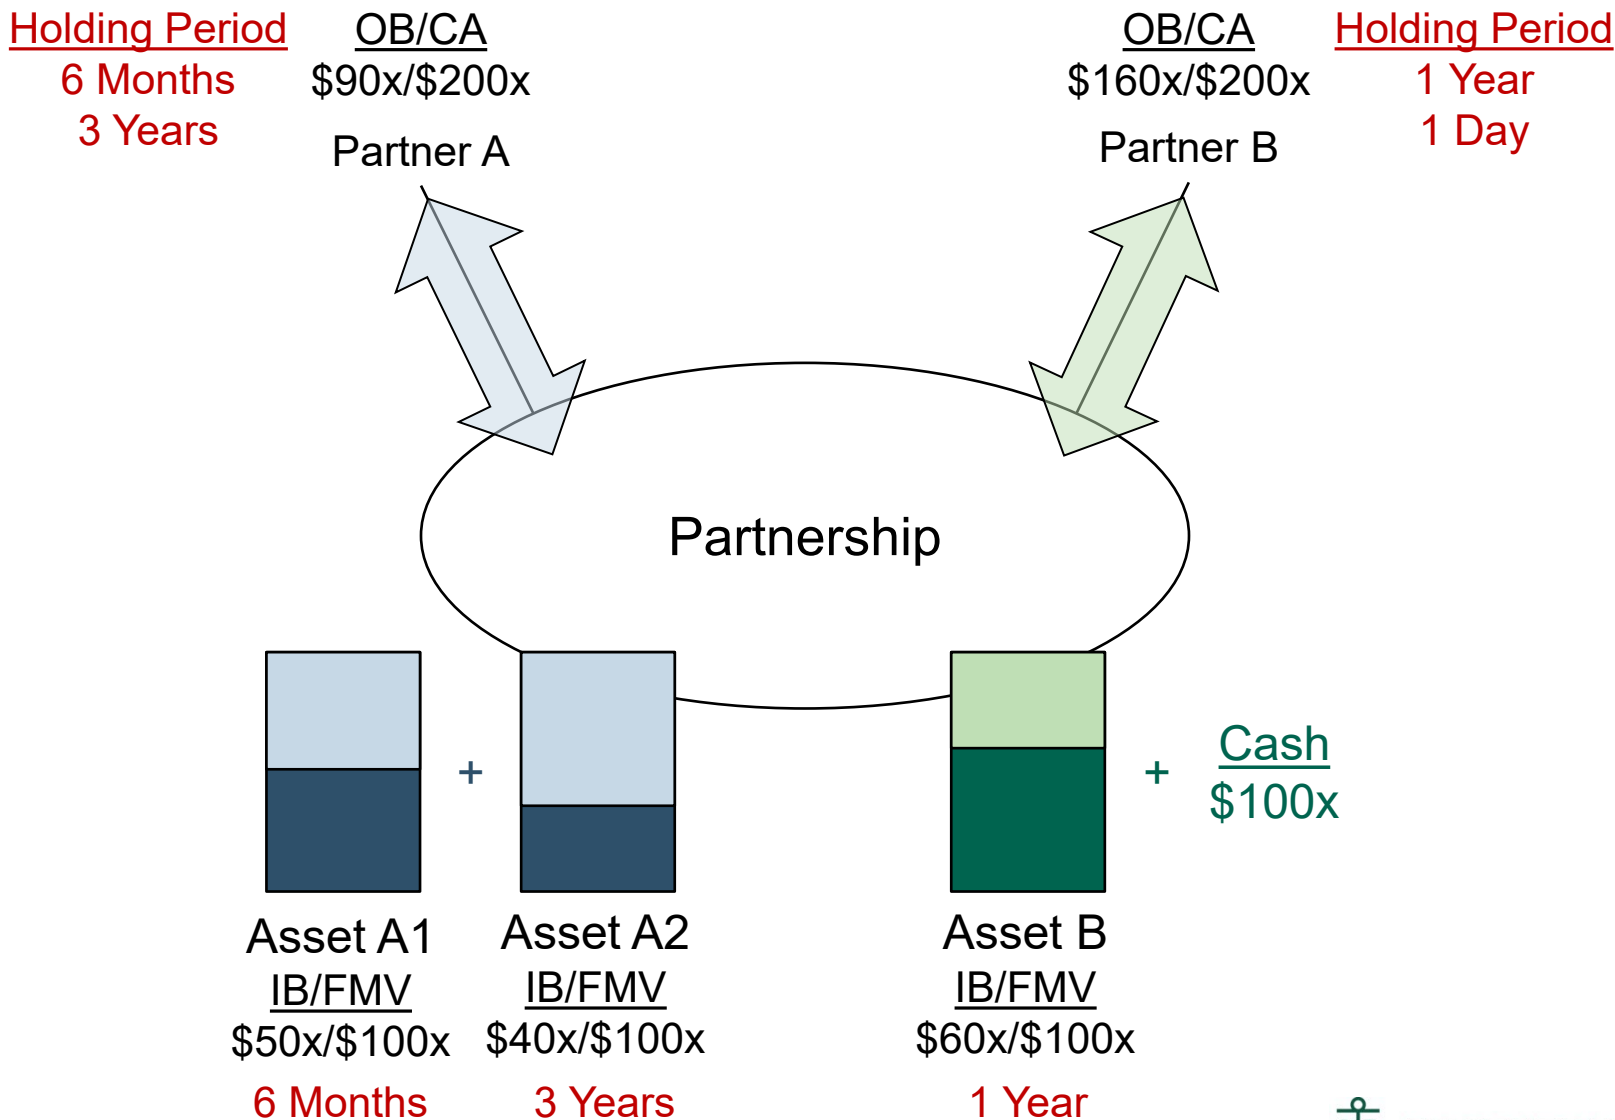 Holding Period
6 Months
3 Years
OB/CA
$90x/$200x
Partner A
OB/CA
$160x/$200x
Partner B
Holding Period
1 Year
1 Day
Partnership
+
+
Cash
$100x
Asset A1
IB/FMV
$50x/$100x
6 Months
Asset A2
IB/FMV
$40x/$100x
3 Years
Asset B
IB/FMV
$60x/$100x
1 Year